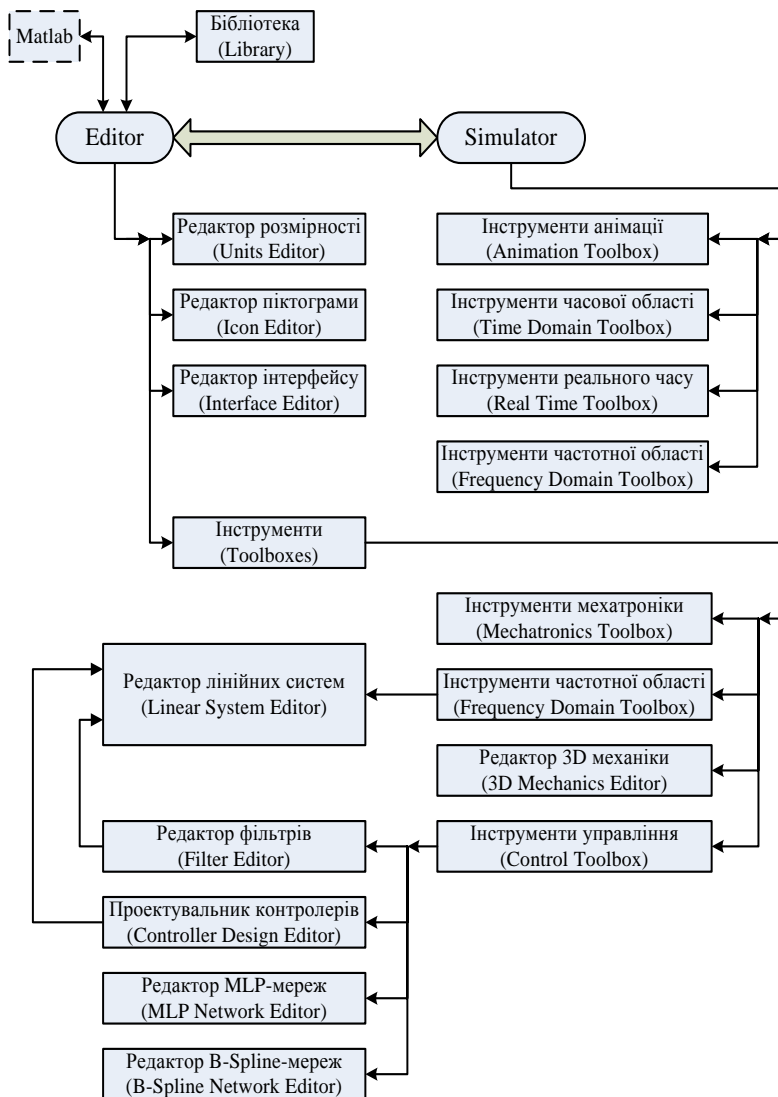 Matlab
Бібліотека
(Library)
Editor
Simulator
Редактор розмірності
(Units Editor)
Інструменти анімації
(Animation Toolbox)
Редактор піктограми
(Icon Editor)
Інструменти часової області
(Time Domain Toolbox)
Редактор інтерфейсу
(Interface Editor)
Інструменти реального часу
(Real Time Toolbox)
Інструменти частотної області
(Frequency Domain Toolbox)
Інструменти
(Toolboxes)
Інструменти мехатроніки
(Mechatronics Toolbox)
Редактор лінійних систем
(Linear System Editor)
Інструменти частотної області
(Frequency Domain Toolbox)
Редактор 3D механіки
(3D Mechanics Editor)
Редактор фільтрів
(Filter Editor)
Інструменти управління
(Control Toolbox)
Проектувальник контролерів
(Controller Design Editor)
Редактор MLP-мереж
(MLP Network Editor)
Редактор B-Spline-мереж
(B-Spline Network Editor)